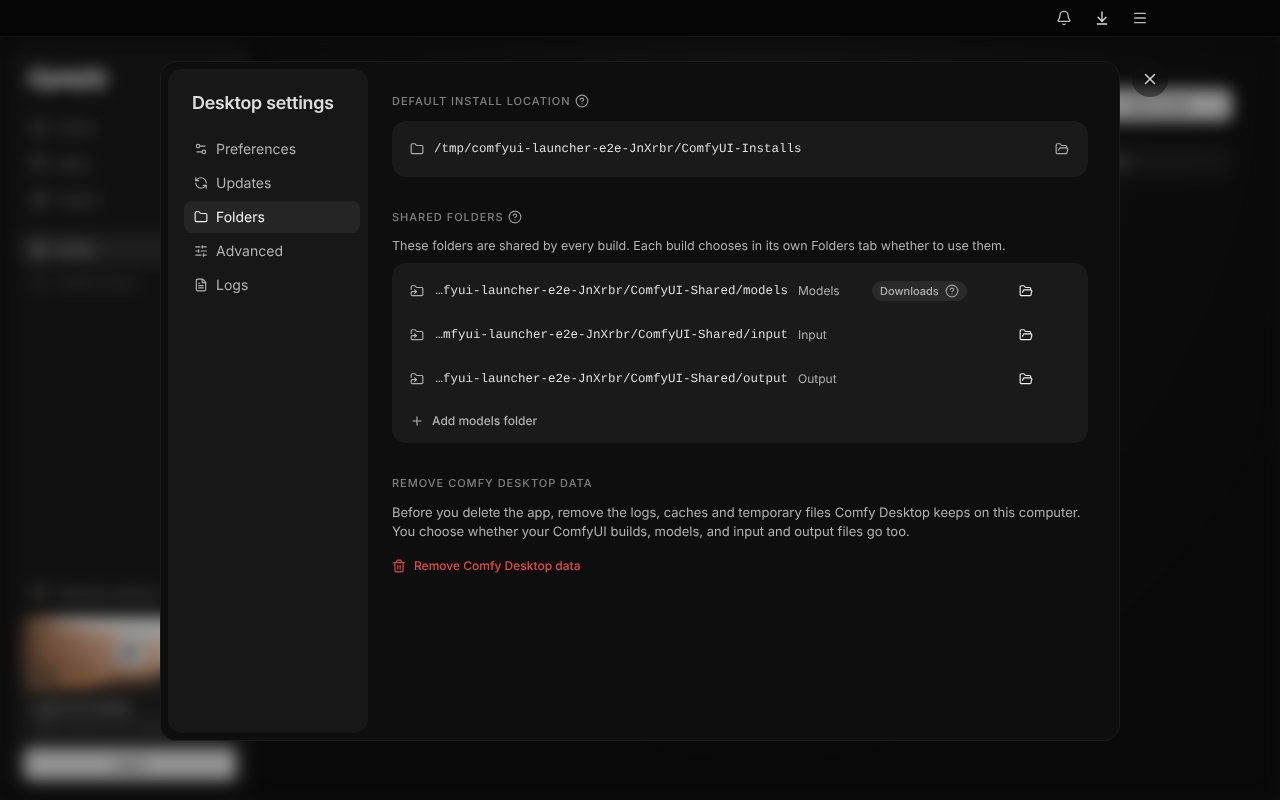 Desktop settings
Preferences
Updates
Folders
Advanced
Logs
DEFAULT INSTALL LOCATION
/tmp/comfyui-launcher-e2e-JnXrbr/ComfyUI-Installs
SHARED FOLDERS
These folders are shared by every build. Each build chooses in its own Folders tab whether to use them.
…fyui-launcher-e2e-JnXrbr/ComfyUI-Shared/models Models Downloads
…mfyui-launcher-e2e-JnXrbr/ComfyUI-Shared/input Input
…fyui-launcher-e2e-JnXrbr/ComfyUI-Shared/output Output
Add models folder
REMOVE COMFY DESKTOP DATA
Before you delete the app, remove the logs, caches and temporary files Comfy Desktop keeps on this computer.
You choose whether your ComfyUI builds, models, and input and output files go too.
Remove Comfy Desktop data